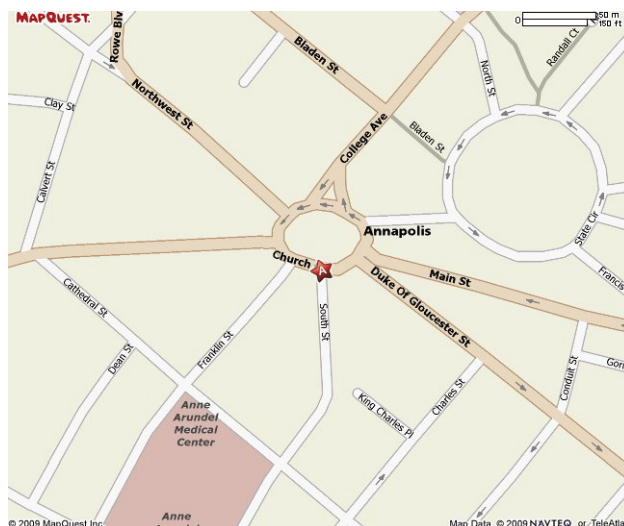 MAPQUEST.
0 50 m
150 ft
Rowe Blv
Bladen St
North St
Randall Ct
Clay St
Northwest St
College Ave
Bladen St
Calvert St
State Cir
Annapolis
Church
Main St
Francis
Cathedral St
Franklin St
South St
Duke Of Gloucester St
Dean St
Charles St
Conduit St
Gor
King Charles Pl
Anne
Arundel
Medical
Center
Anne
© 2009 MapQuest Inc.
Map Data © 2009 NAVTEQ or TeleAtla